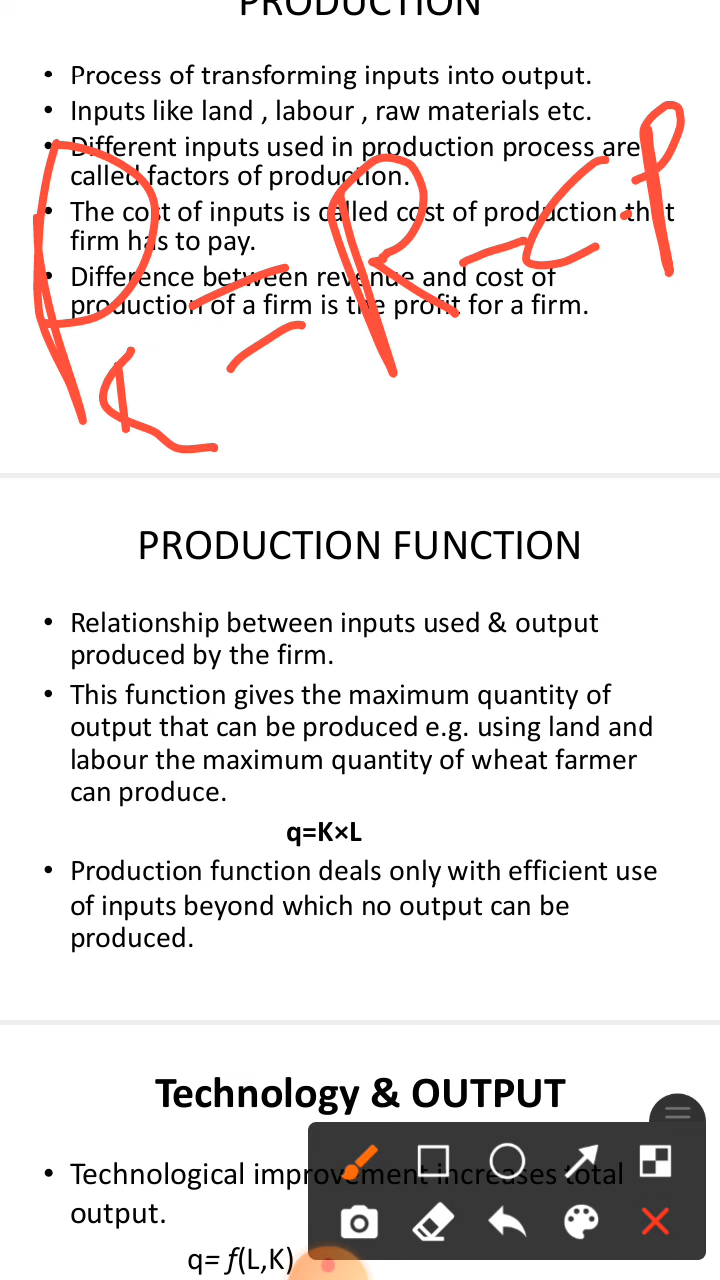 PRODUCTION
• Process of transforming inputs into output.
• Inputs like land , labour , raw materials etc.
• Different inputs used in production process are
called factors of production.
• The cost of inputs is called cost of production that
firm has to pay.
• Difference between revenue and cost of
production of a firm is the profit for a firm.
P = R - CP
PRODUCTION FUNCTION
• Relationship between inputs used & output
produced by the firm.
• This function gives the maximum quantity of
output that can be produced e.g. using land and
labour the maximum quantity of wheat farmer
can produce.
q=K×L
• Production function deals only with efficient use
of inputs beyond which no output can be
produced.
Technology & OUTPUT
• Technological improvement increases total
output.
q= f(L,K)